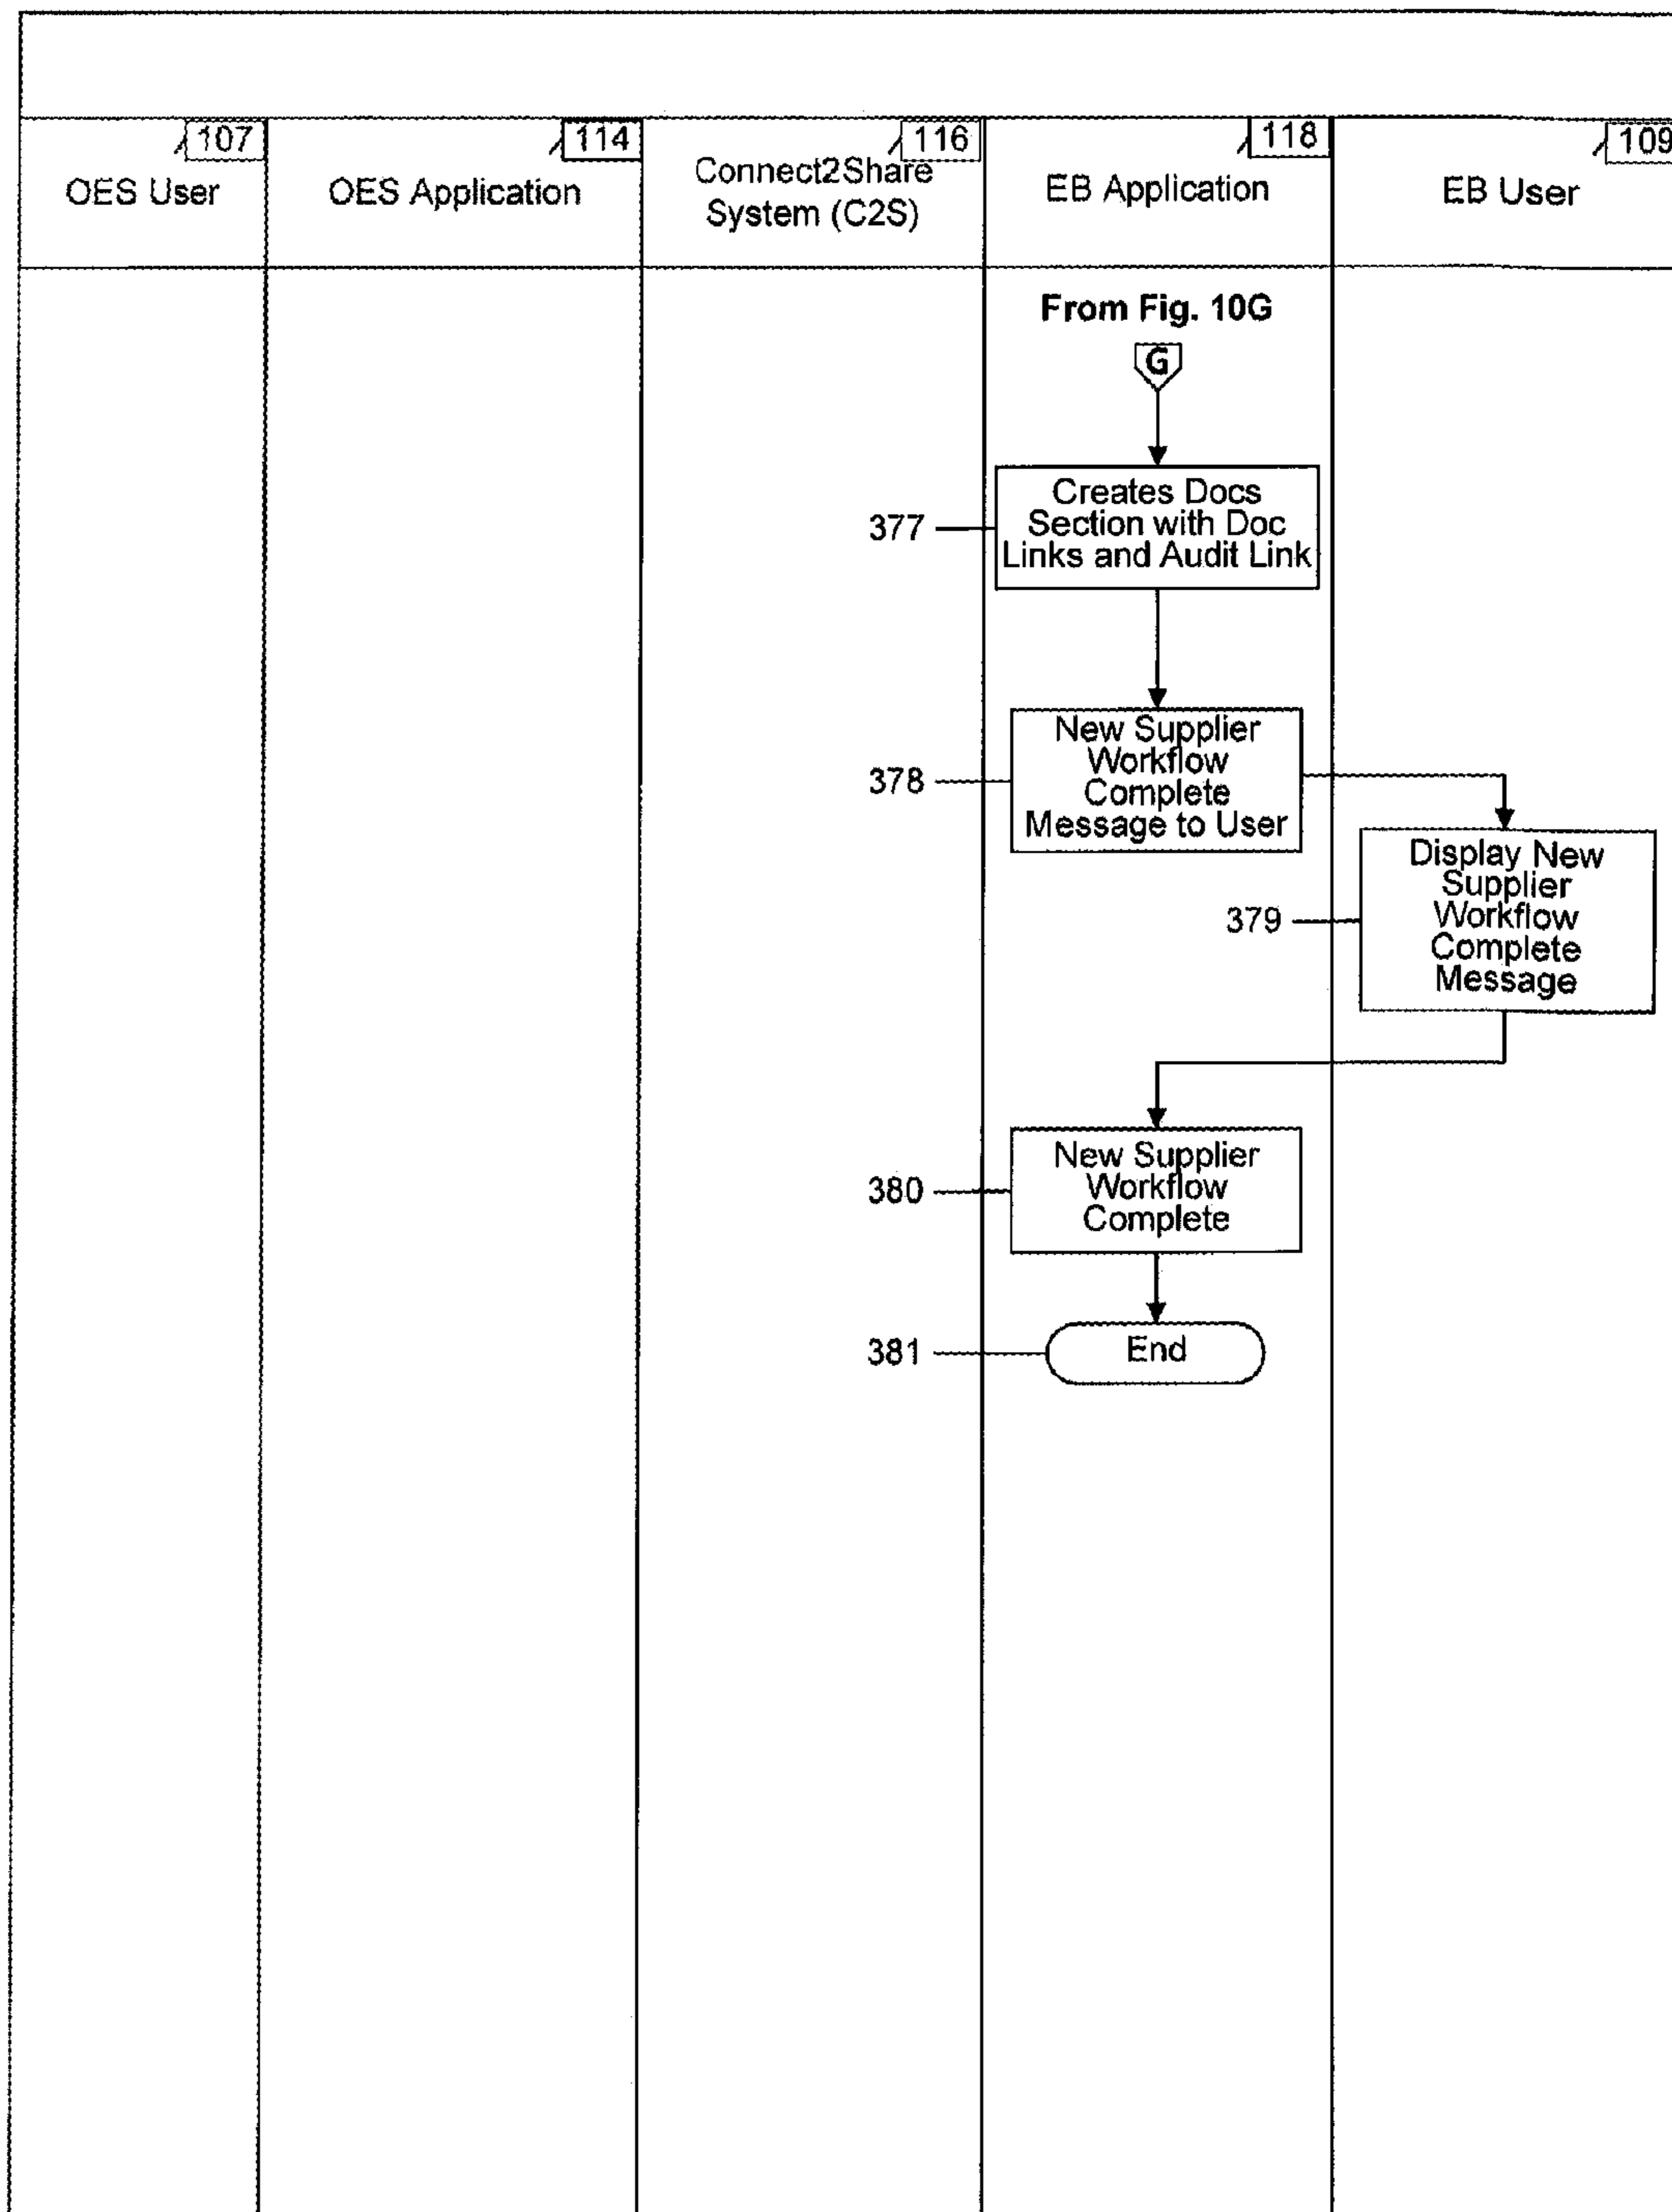 107
OES User
114
OES Application
116
Connect2Share
System (C2S)
118
EB Application
109
EB User
From Fig. 10G
G
377
Creates Docs
Section with Doc
Links and Audit Link
378
New Supplier
Workflow
Complete
Message to User
379
Display New
Supplier
Workflow
Complete
Message
380
New Supplier
Workflow
Complete
381
End